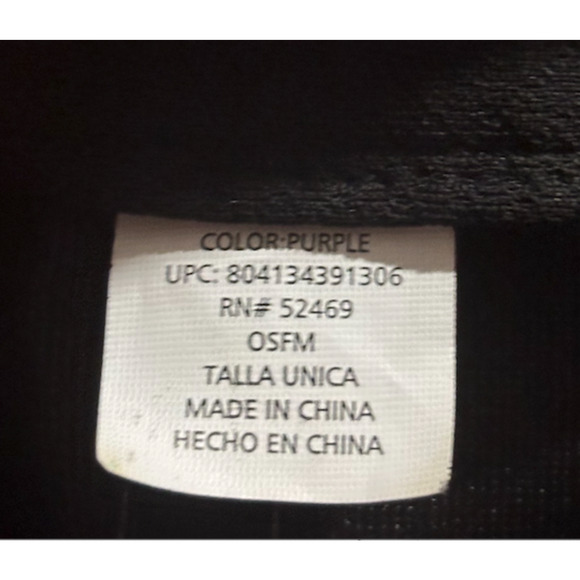 COLOR:PURPLE
UPC: 804134391306
RN# 52469
OSFM
TALLA UNICA
MADE IN CHINA
HECHO EN CHINA